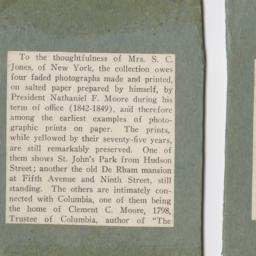 To the thoughtfulness of Mrs. S. C.
Jones, of New York, the collection owes
four faded photographs made and printed,
on salted paper prepared by himself, by
President Nathaniel F. Moore during his
term of office (1842-1849), and therefore
among the earliest examples of photo-
graphic prints on paper. The prints,
while yellowed by their seventy-five years,
are still remarkably preserved. One of
them shows St. John's Park from Hudson
Street; another the old De Rham mansion
at Fifth Avenue and Ninth Street, still
standing. The others are intimately con-
nected with Columbia, one of them being
the home of Clement C. Moore, 1798,
Trustee of Columbia, author of "The